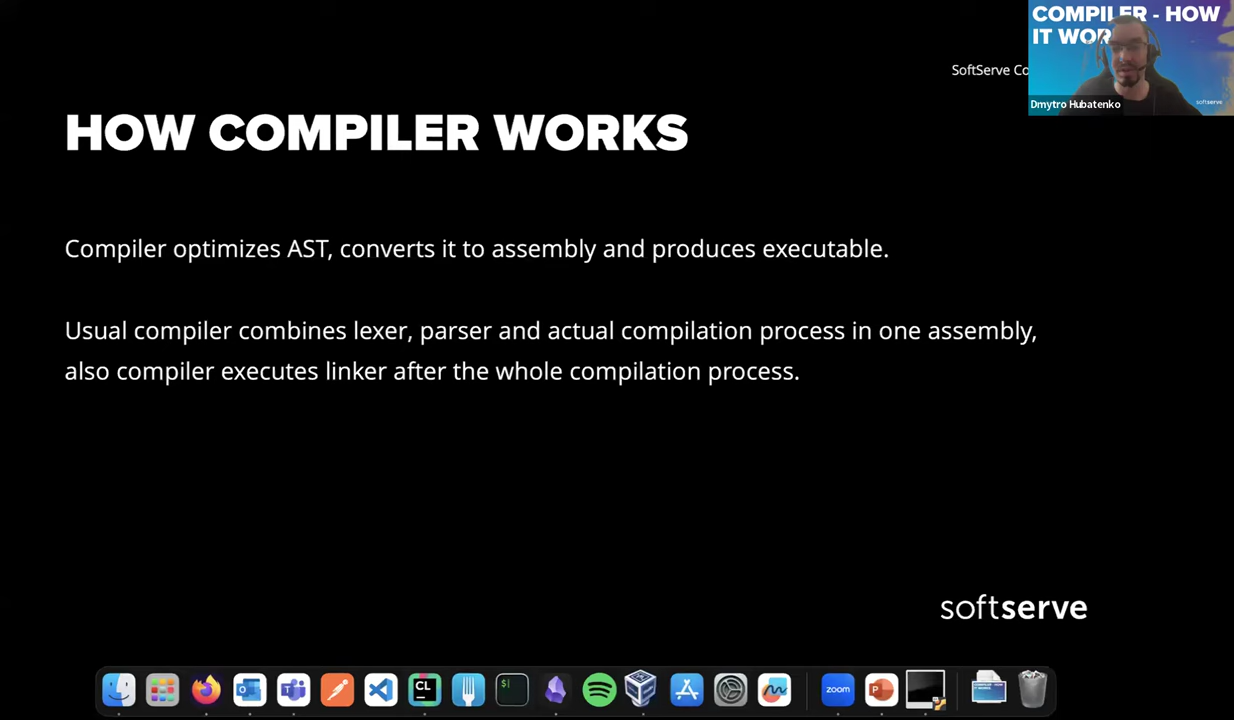 COMPILER - HOW
IT WOR
SoftServe Co
Dmytro Hubatenko
softserve
HOW COMPILER WORKS
Compiler optimizes AST, converts it to assembly and produces executable.
Usual compiler combines lexer, parser and actual compilation process in one assembly,
also compiler executes linker after the whole compilation process.
softserve
CL
$
zoom
P